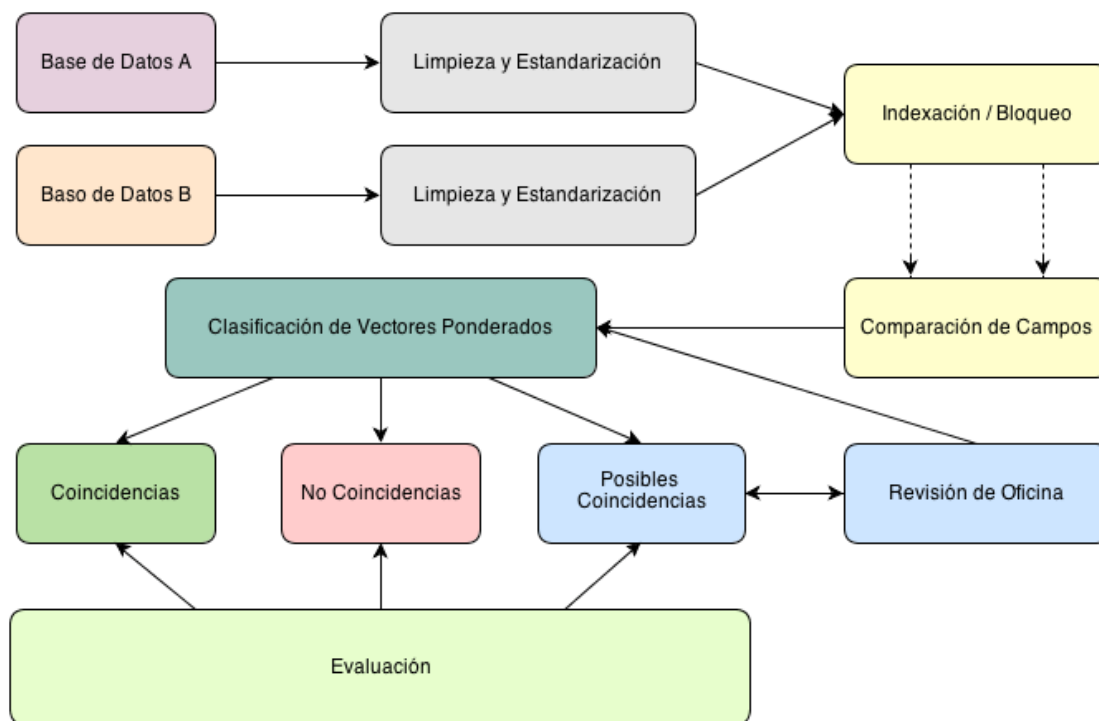 Base de Datos A
Limpieza y Estandarización
Indexación / Bloqueo
Baso de Datos B
Limpieza y Estandarización
Clasificación de Vectores Ponderados
Comparación de Campos
Coincidencias
No Coincidencias
Posibles
Coincidencias
Revisión de Oficina
Evaluación